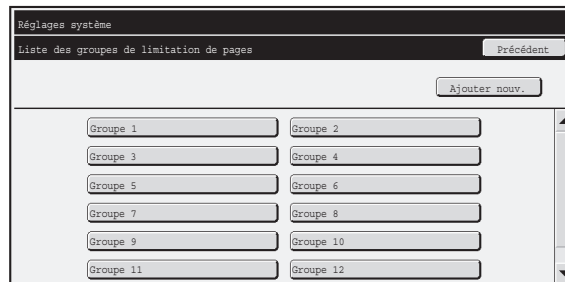 Réglages système
Liste des groupes de limitation de pages
Précédent
Ajouter nouv.
Groupe 1
Groupe 2
Groupe 3
Groupe 4
Groupe 5
Groupe 6
Groupe 7
Groupe 8
Groupe 9
Groupe 10
Groupe 11
Groupe 12